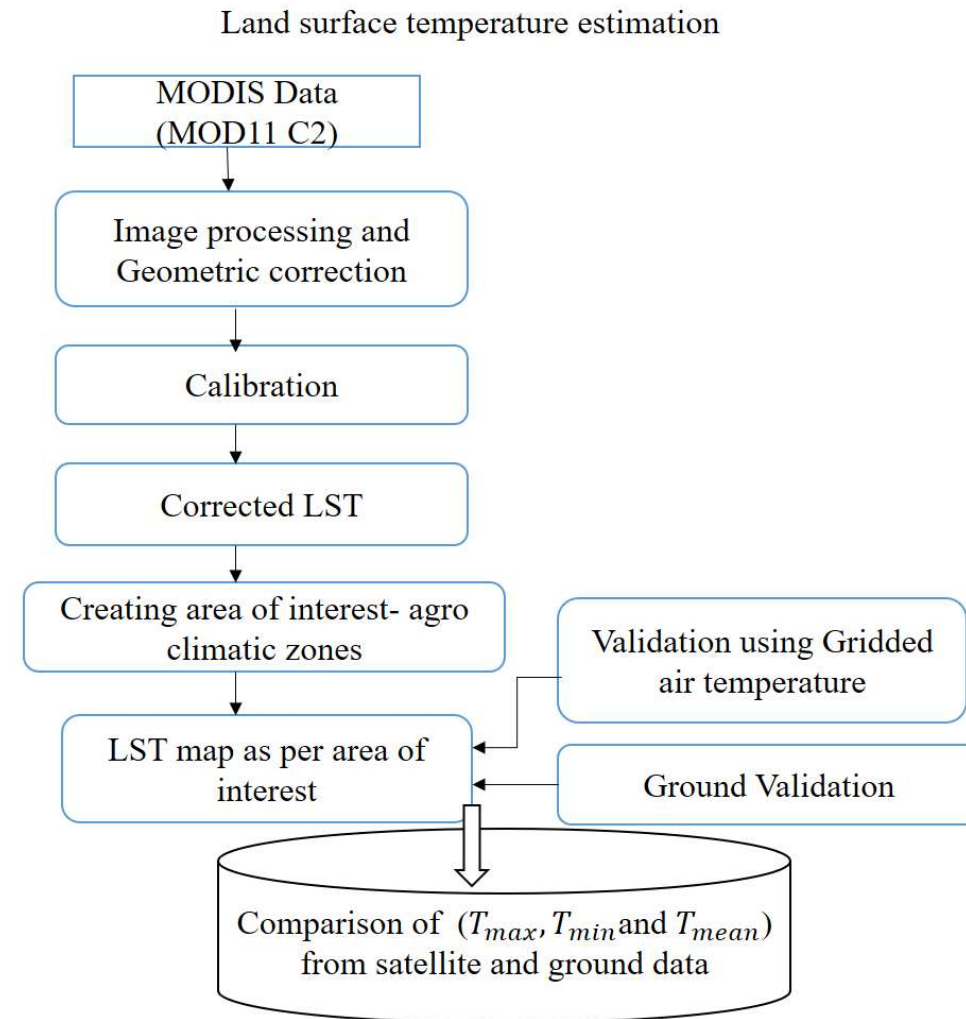 Land surface temperature estimation
MODIS Data
(MOD11 C2)
Image processing and
Geometric correction
Calibration
Corrected LST
Creating area of interest- agro
climatic zones
Validation using Gridded
air temperature
LST map as per area of
interest
Ground Validation
Comparison of (T_max, T_min and T_mean)
from satellite and ground data